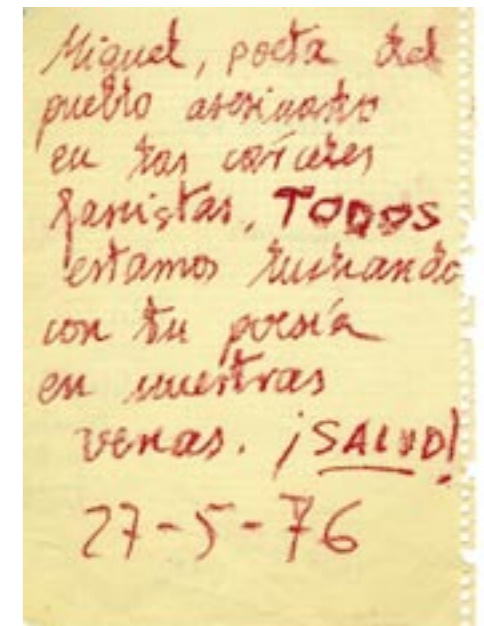 Miguel, poeta del
pueblo asesinado
en las cárceles
fascistas, TODOS
estamos luchando
con tu poesía
en nuestras
venas. ¡SALUD!
27-5-76